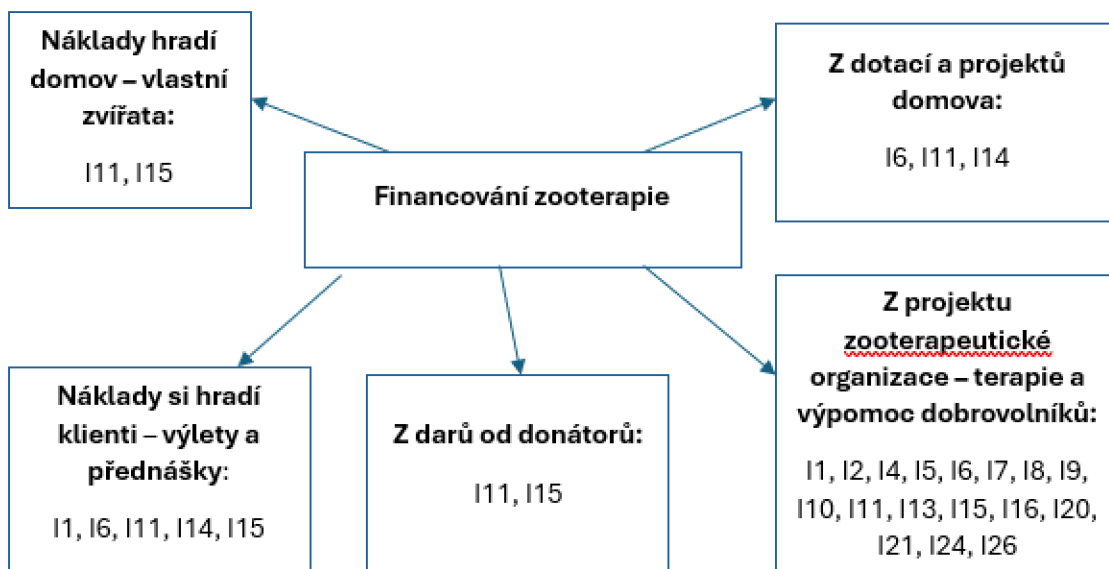 Náklady hradí
domov – vlastní
zvířata:
I11, I15
Z dotací a projektů
domova:
I6, I11, I14
Financování zooterapie
Náklady si hradí
klienti – výlety a
přednášky:
I1, I6, I11, I14, I15
Z darů od donátorů:
I11, I15
Z projektu
zooterapeutické
organizace – terapie a
výpomoc dobrovolníků:
I1, I2, I4, I5, I6, I7, I8, I9,
I10, I11, I13, I15, I16, I20,
I21, I24, I26